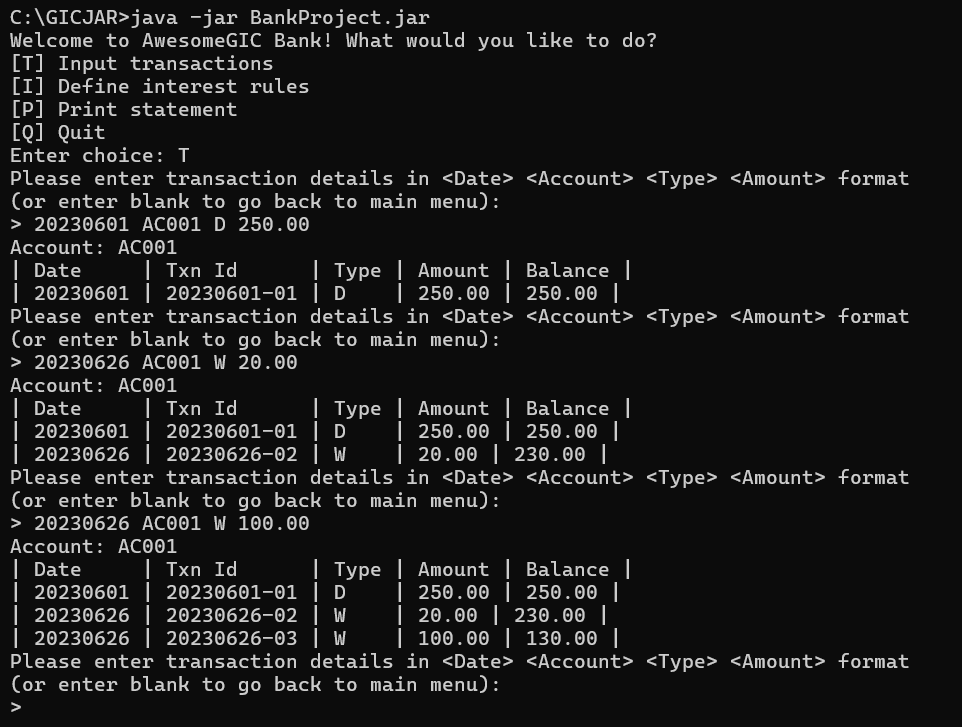 C:\GICJAR>java -jar BankProject.jar
Welcome to AwesomeGIC Bank! What would you like to do?
[T] Input transactions
[I] Define interest rules
[P] Print statement
[Q] Quit
Enter choice: T
Please enter transaction details in <Date> <Account> <Type> <Amount> format
(or enter blank to go back to main menu):
> 20230601 AC001 D 250.00
Account: AC001
| Date     | Txn Id      | Type | Amount | Balance |
| 20230601 | 20230601-01 | D    | 250.00 | 250.00 |
Please enter transaction details in <Date> <Account> <Type> <Amount> format
(or enter blank to go back to main menu):
> 20230626 AC001 W 20.00
Account: AC001
| Date     | Txn Id      | Type | Amount | Balance |
| 20230601 | 20230601-01 | D    | 250.00 | 250.00 |
| 20230626 | 20230626-02 | W    | 20.00 | 230.00 |
Please enter transaction details in <Date> <Account> <Type> <Amount> format
(or enter blank to go back to main menu):
> 20230626 AC001 W 100.00
Account: AC001
| Date     | Txn Id      | Type | Amount | Balance |
| 20230601 | 20230601-01 | D    | 250.00 | 250.00 |
| 20230626 | 20230626-02 | W    | 20.00 | 230.00 |
| 20230626 | 20230626-03 | W    | 100.00 | 130.00 |
Please enter transaction details in <Date> <Account> <Type> <Amount> format
(or enter blank to go back to main menu):
>